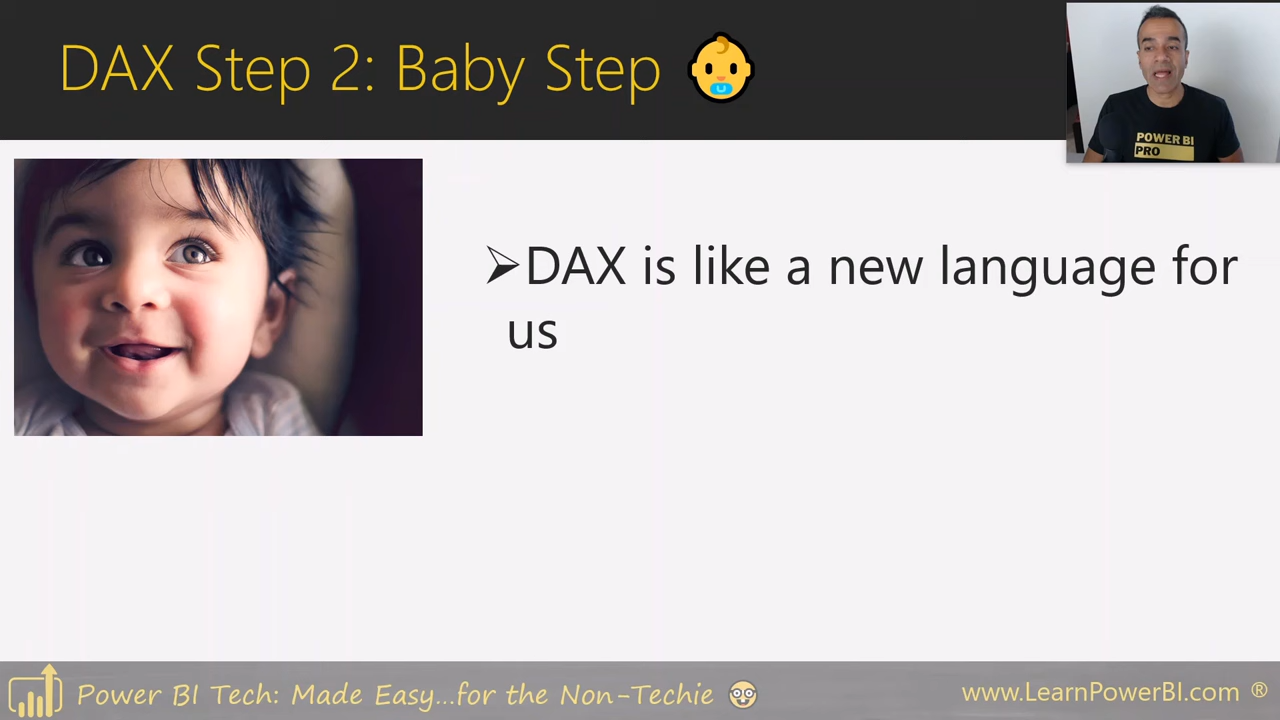 DAX Step 2: Baby Step
POWER BI
PRO
➢DAX is like a new language for
us
Power BI Tech: Made Easy...for the Non-Techie
www.LearnPowerBI.com ®